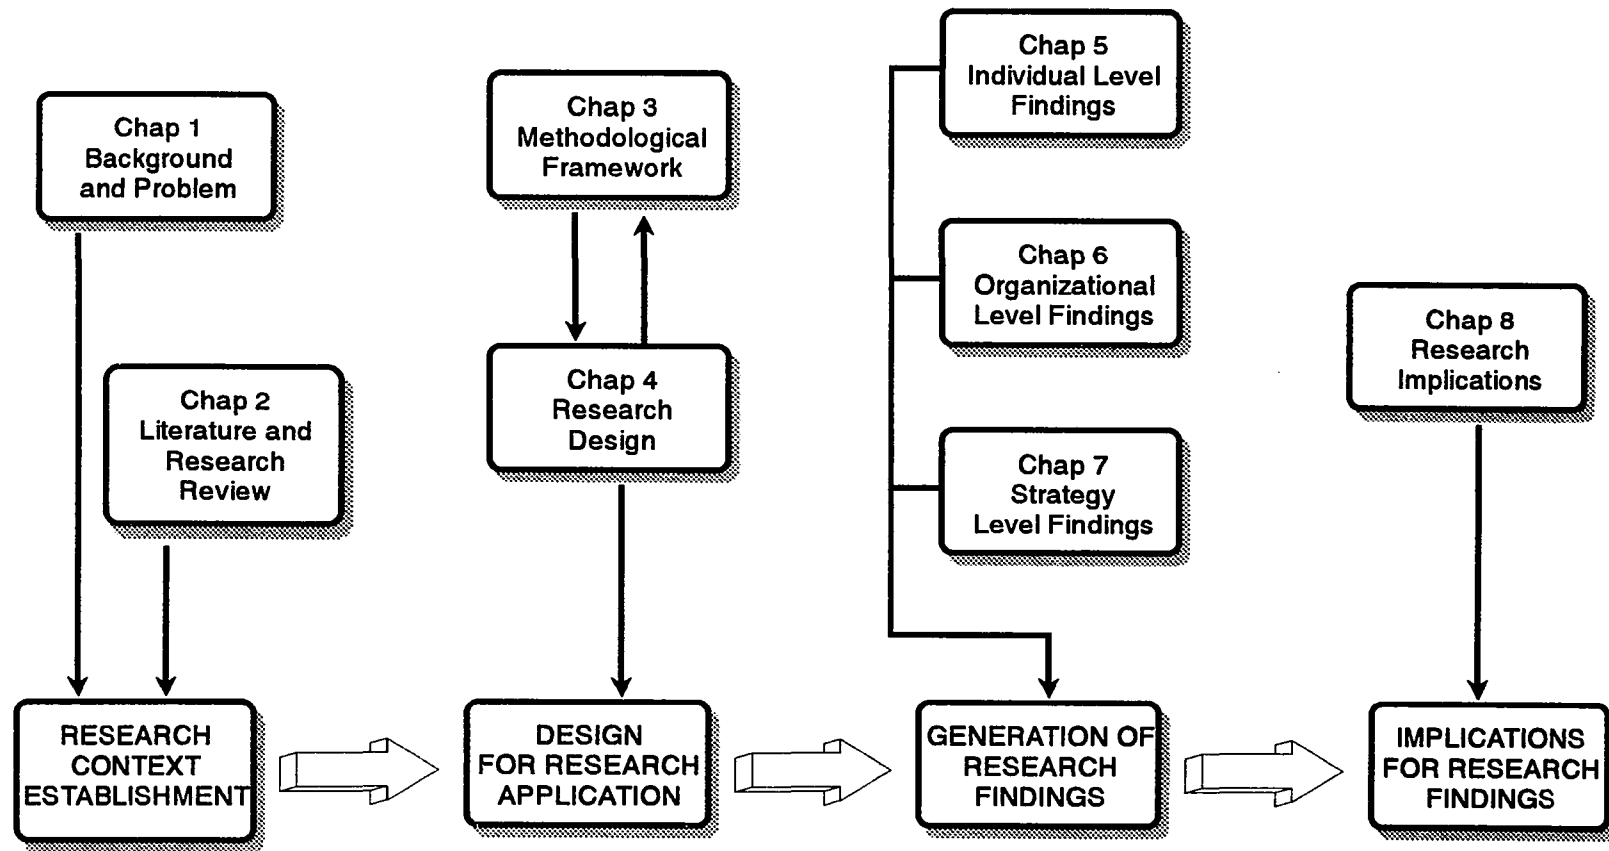 Chap 1
Background
and Problem
Chap 2
Literature and
Research
Review
Chap 3
Methodological
Framework
Chap 4
Research
Design
Chap 5
Individual Level
Findings
Chap 6
Organizational
Level Findings
Chap 7
Strategy
Level Findings
Chap 8
Research
Implications
RESEARCH
CONTEXT
ESTABLISHMENT
DESIGN
FOR RESEARCH
APPLICATION
GENERATION OF
RESEARCH
FINDINGS
IMPLICATIONS
FOR RESEARCH
FINDINGS